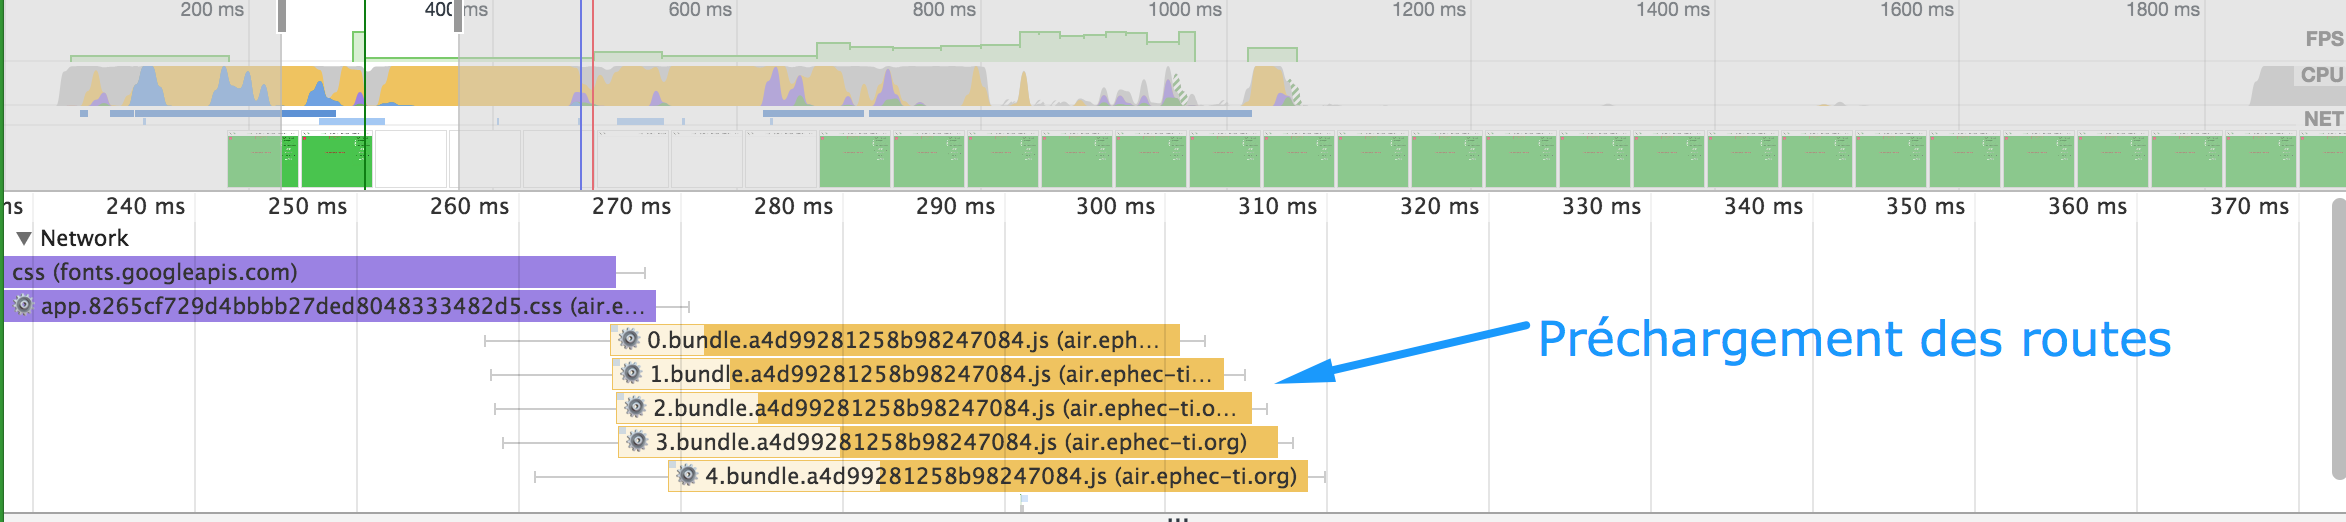 200 ms 400 ms 600 ms 800 ms 1000 ms 1200 ms 1400 ms 1600 ms 1800 ms
FPS
CPU
NET
ms 240 ms 250 ms 260 ms 270 ms 280 ms 290 ms 300 ms 310 ms 320 ms 330 ms 340 ms 350 ms 360 ms 370 ms
▼ Network
css (fonts.googleapis.com)
app.8265cf729d4bbbb27ded8048333482d5.css (air.e...
0.bundle.a4d99281258b98247084.js (air.eph...
Préchargement des routes
1.bundle.a4d99281258b98247084.js (air.ephec-ti...
2.bundle.a4d99281258b98247084.js (air.ephec-ti.o...
3.bundle.a4d99281258b98247084.js (air.ephec-ti.org)
4.bundle.a4d99281258b98247084.js (air.ephec-ti.org)
...